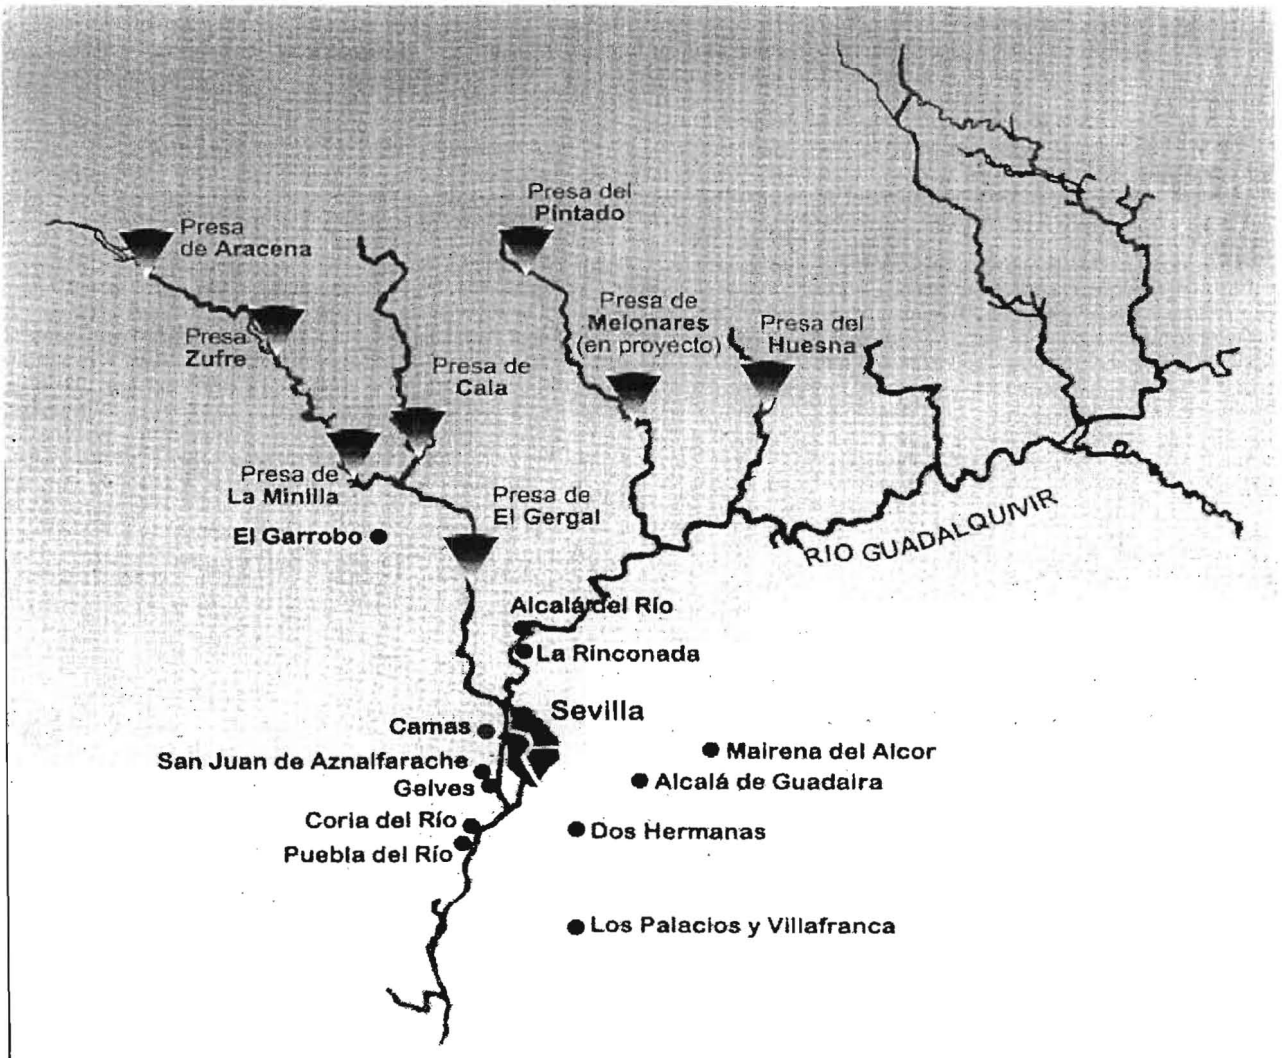 Presa del
Pintado
Presa
de Aracena
Presa de
Melonares
(en proyecto)
Presa del
Huesna
Presa
Zufre
Presa de
Cala
Presa de
La Minilla
Presa de
El Gergal
El Garrobo
RIO GUADALQUIVIR
Alcalá del Río
La Rinconada
Sevilla
Camas
Mairena del Alcor
San Juan de Aznalfarache
Alcalá de Guadaira
Gelves
Coria del Río
Dos Hermanas
Puebla del Río
Los Palacios y Villafranca